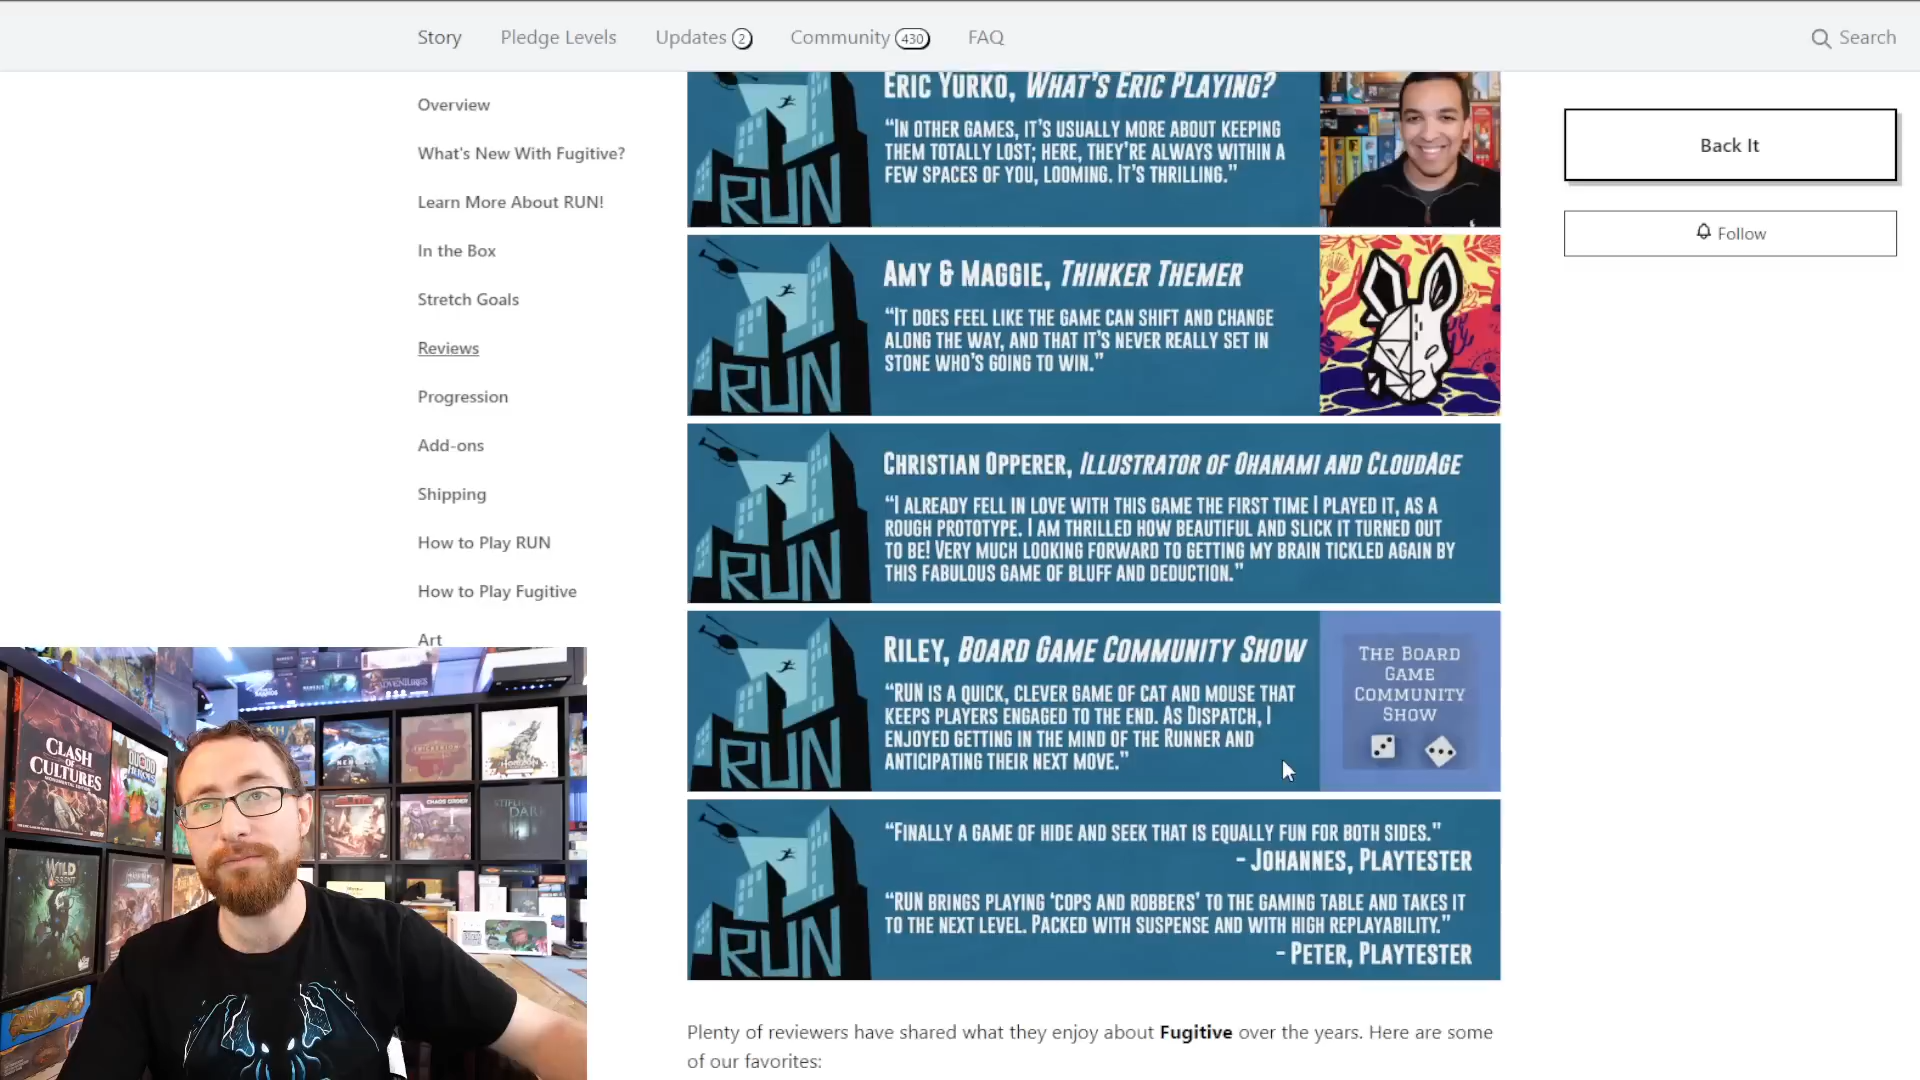 Story
Pledge Levels
Updates 2
Community 430
FAQ
Search
Overview
What's New With Fugitive?
Learn More About RUN!
In the Box
Stretch Goals
Reviews
Progression
Add-ons
Shipping
How to Play RUN
How to Play Fugitive
Art
RUN
ERIC YURKO, WHAT'S ERIC PLAYING?
“IN OTHER GAMES, IT'S USUALLY MORE ABOUT KEEPING
THEM TOTALLY LOST; HERE, THEY'RE ALWAYS WITHIN A
FEW SPACES OF YOU, LOOMING. IT'S THRILLING.”
RUN
AMY & MAGGIE, THINKER THEMER
“IT DOES FEEL LIKE THE GAME CAN SHIFT AND CHANGE
ALONG THE WAY, AND THAT IT'S NEVER REALLY SET IN
STONE WHO'S GOING TO WIN.”
RUN
CHRISTIAN OPPERER, ILLUSTRATOR OF OHANAMI AND CLOUDAGE
“I ALREADY FELL IN LOVE WITH THIS GAME THE FIRST TIME I PLAYED IT, AS A
ROUGH PROTOTYPE. I AM THRILLED HOW BEAUTIFUL AND SLICK IT TURNED OUT
TO BE! VERY MUCH LOOKING FORWARD TO GETTING MY BRAIN TICKLED AGAIN BY
THIS FABULOUS GAME OF BLUFF AND DEDUCTION.”
RUN
RILEY, BOARD GAME COMMUNITY SHOW
“RUN IS A QUICK, CLEVER GAME OF CAT AND MOUSE THAT
KEEPS PLAYERS ENGAGED TO THE END. AS DISPATCH, I
ENJOYED GETTING IN THE MIND OF THE RUNNER AND
ANTICIPATING THEIR NEXT MOVE.”
THE BOARD
GAME
COMMUNITY
SHOW
RUN
“FINALLY A GAME OF HIDE AND SEEK THAT IS EQUALLY FUN FOR BOTH SIDES.”
- JOHANNES, PLAYTESTER
“RUN BRINGS PLAYING ‘COPS AND ROBBERS’ TO THE GAMING TABLE AND TAKES IT
TO THE NEXT LEVEL. PACKED WITH SUSPENSE AND WITH HIGH REPLAYABILITY.”
- PETER, PLAYTESTER
Plenty of reviewers have shared what they enjoy about Fugitive over the years. Here are some
of our favorites:
Back It
Follow
CLASH
OF
CULTURES
WILD
HORIZON
CHAOS ORDER